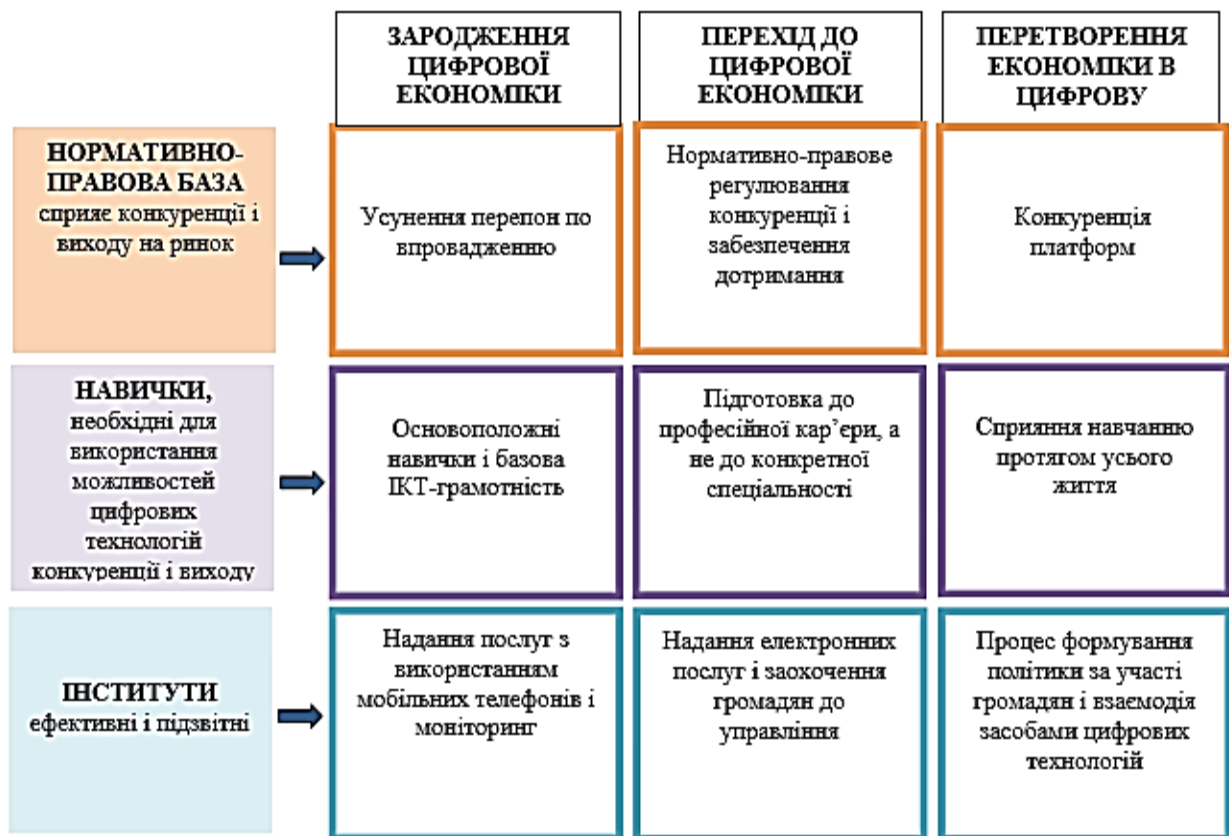 ЗАРОДЖЕННЯ
ЦИФРОВОЇ
ЕКОНОМІКИ
ПЕРЕХІД ДО
ЦИФРОВОЇ
ЕКОНОМІКИ
ПЕРЕТВОРЕННЯ
ЕКОНОМІКИ В
ЦИФРОВУ
НОРМАТИВНО-
ПРАВОВА БАЗА
сприяє конкуренції і
виходу на ринок
Усунення перепон по
впровадженню
Нормативно-правове
регулювання
конкуренції і
забезпечення
дотримання
Конкуренція
платформ
НАВИЧКИ,
необхідні для
використання
можливостей
цифрових
технологій
конкуренції і виходу
Основоположні
навички і базова
ІКТ-грамотність
Підготовка до
професійної кар’єри, а
не до конкретної
спеціальності
Сприяння навчанню
протягом усього
життя
ІНСТИТУТИ
ефективні і підзвітні
Надання послуг з
використанням
мобільних телефонів і
моніторинг
Надання електронних
послуг і заохочення
громадян до
управління
Процес формування
політики за участі
громадян і взаємодія
засобами цифрових
технологій